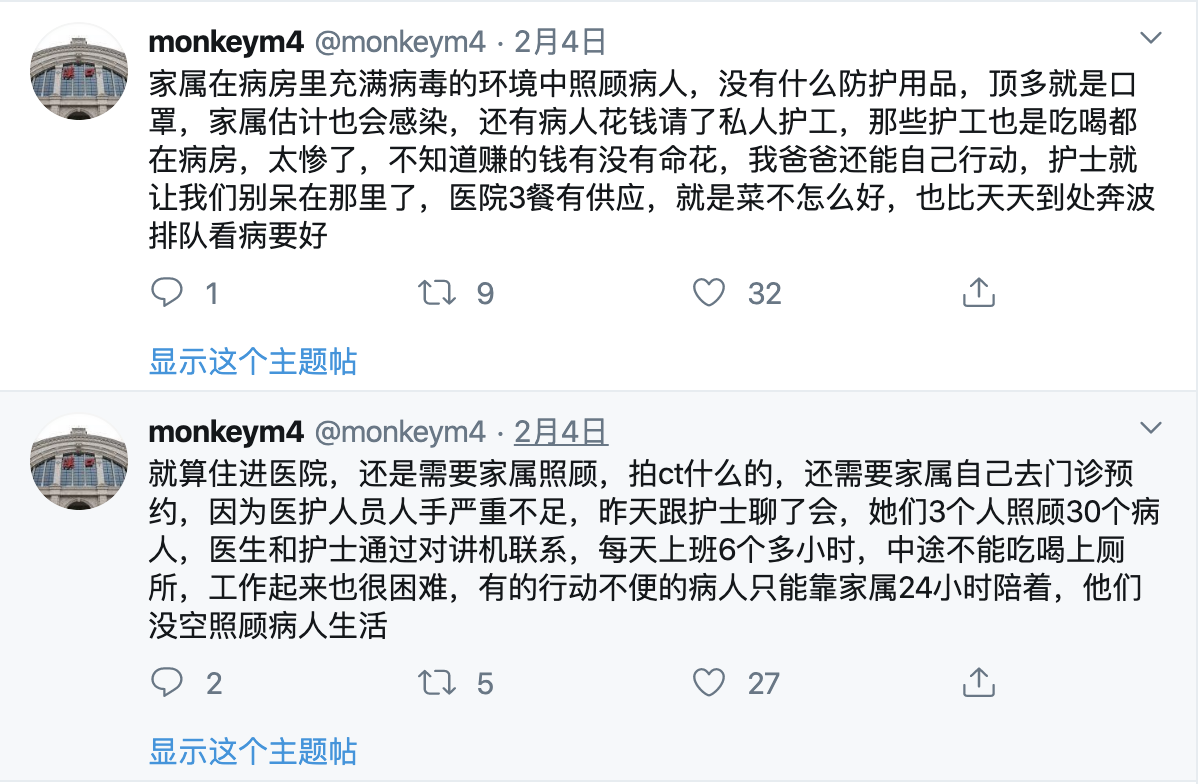 monkeym4 @monkeym4 · 2月4日
家属在病房里充满病毒的环境中照顾病人，没有什么防护用品，顶多就是口
罩，家属估计也会感染，还有病人花钱请了私人护工，那些护工也是吃喝都
在病房，太惨了，不知道赚的钱有没有命花，我爸爸还能自己行动，护士就
让我们别呆在那里了，医院3餐有供应，就是菜不怎么好，也比天天到处奔波
排队看病要好
1 9 32
显示这个主题帖
monkeym4 @monkeym4 · 2月4日
就算住进医院，还是需要家属照顾，拍ct什么的，还需要家属自己去门诊预
约，因为医护人员人手严重不足，昨天跟护士聊了会，她们3个人照顾30个病
人，医生和护士通过对讲机联系，每天上班6个多小时，中途不能吃喝上厕
所，工作起来也很困难，有的行动不便的病人只能靠家属24小时陪着，他们
没空照顾病人生活
2 5 27
显示这个主题帖